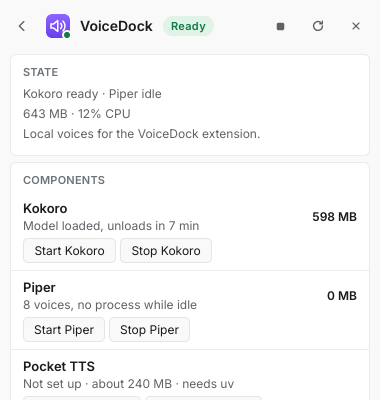 VoiceDock Ready
STATE
Kokoro ready · Piper idle
643 MB · 12% CPU
Local voices for the VoiceDock extension.
COMPONENTS
Kokoro
598 MB
Model loaded, unloads in 7 min
Start Kokoro Stop Kokoro
Piper
0 MB
8 voices, no process while idle
Start Piper Stop Piper
Pocket TTS
Not set up · about 240 MB · needs uv